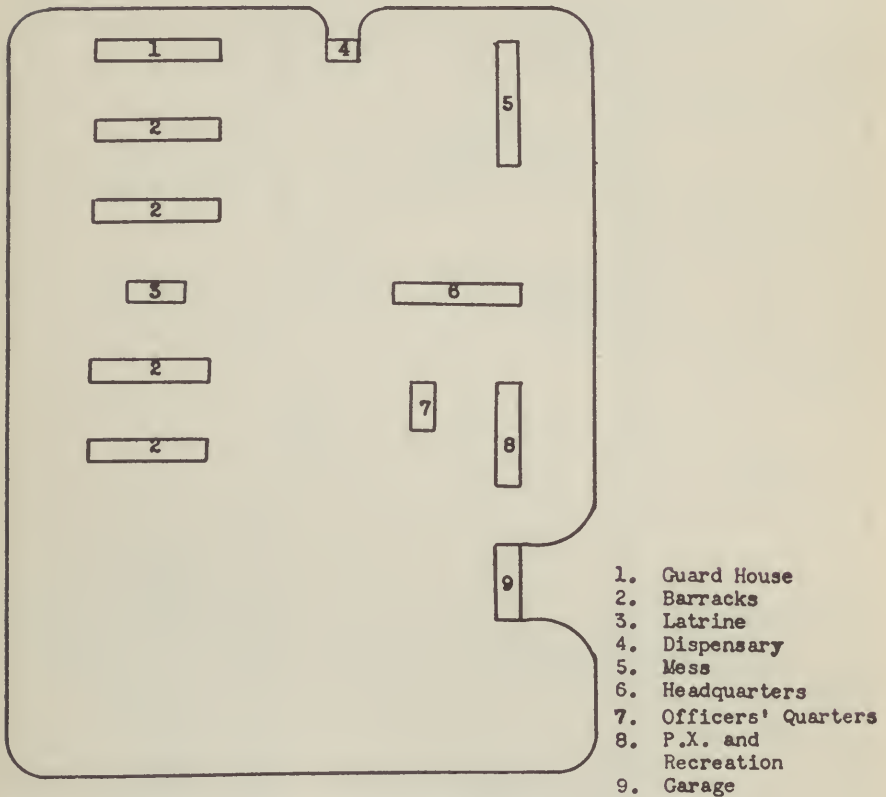 1
4
5
2
2
3
6
2
7
2
8
9
1. Guard House
2. Barracks
3. Latrine
4. Dispensary
5. Mess
6. Headquarters
7. Officers' Quarters
8. P.X. and
Recreation
9. Garage